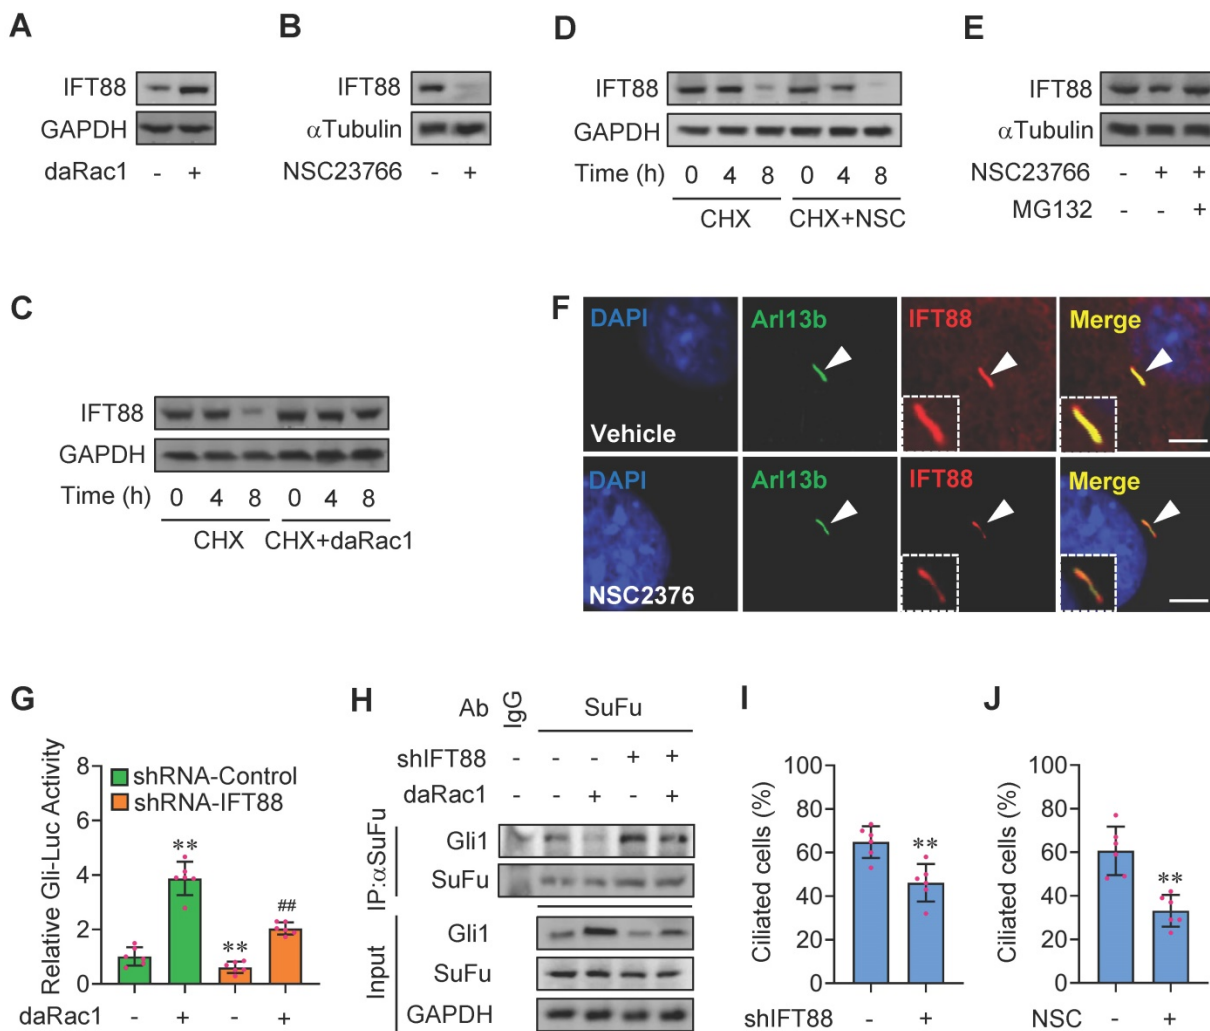 A
IFT88
GAPDH
daRac1 - +
B
IFT88
αTubulin
NSC23766 - +
D
IFT88
GAPDH
Time (h) 0 4 8 0 4 8
CHX CHX+NSC
E
IFT88
αTubulin
NSC23766 - + +
MG132 - - +
C
IFT88
GAPDH
Time (h) 0 4 8 0 4 8
CHX CHX+daRac1
F
DAPI Arl13b IFT88 Merge
Vehicle
DAPI Arl13b IFT88 Merge
NSC2376
G
Relative Gli-Luc Activity
8
6
4
2
0
shRNA-Control
shRNA-IFT88
** ** ##
daRac1 - + - +
H
Ab IgG SuFu
shIFT88 - - - + +
daRac1 - - + - +
IP:αSuFu
Gli1
SuFu
Input
Gli1
SuFu
GAPDH
I
Ciliated cells (%)
100
80
60
40
20
0
**
shIFT88 - +
J
Ciliated cells (%)
100
80
60
40
20
0
**
NSC - +